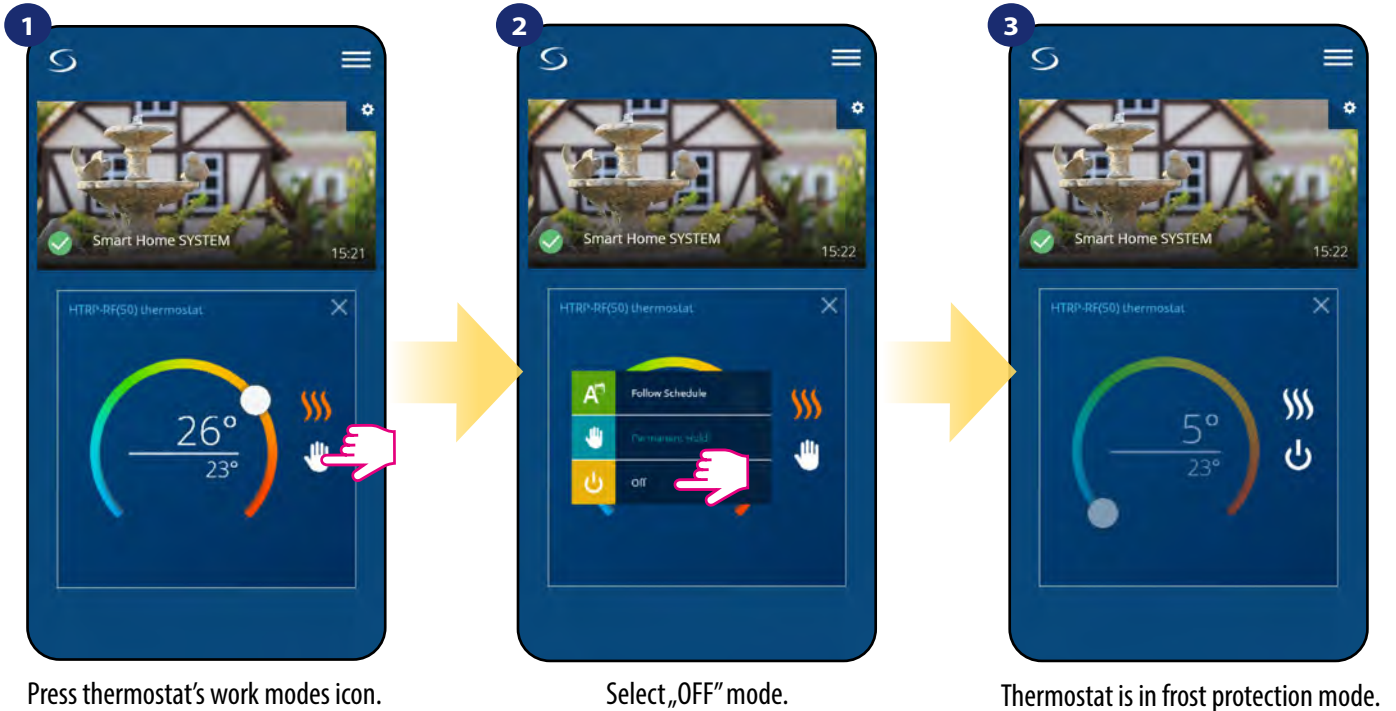 1
Smart Home SYSTEM
15:21
HTRP-RF(50) thermostat
26°
23°
Press thermostat's work modes icon.
2
Smart Home SYSTEM
15:22
HTRP-RF(50) thermostat
A Follow Schedule
Permanent Hold
Off
Select „OFF" mode.
3
Smart Home SYSTEM
15:22
HTRP-RF(50) thermostat
5°
23°
Thermostat is in frost protection mode.